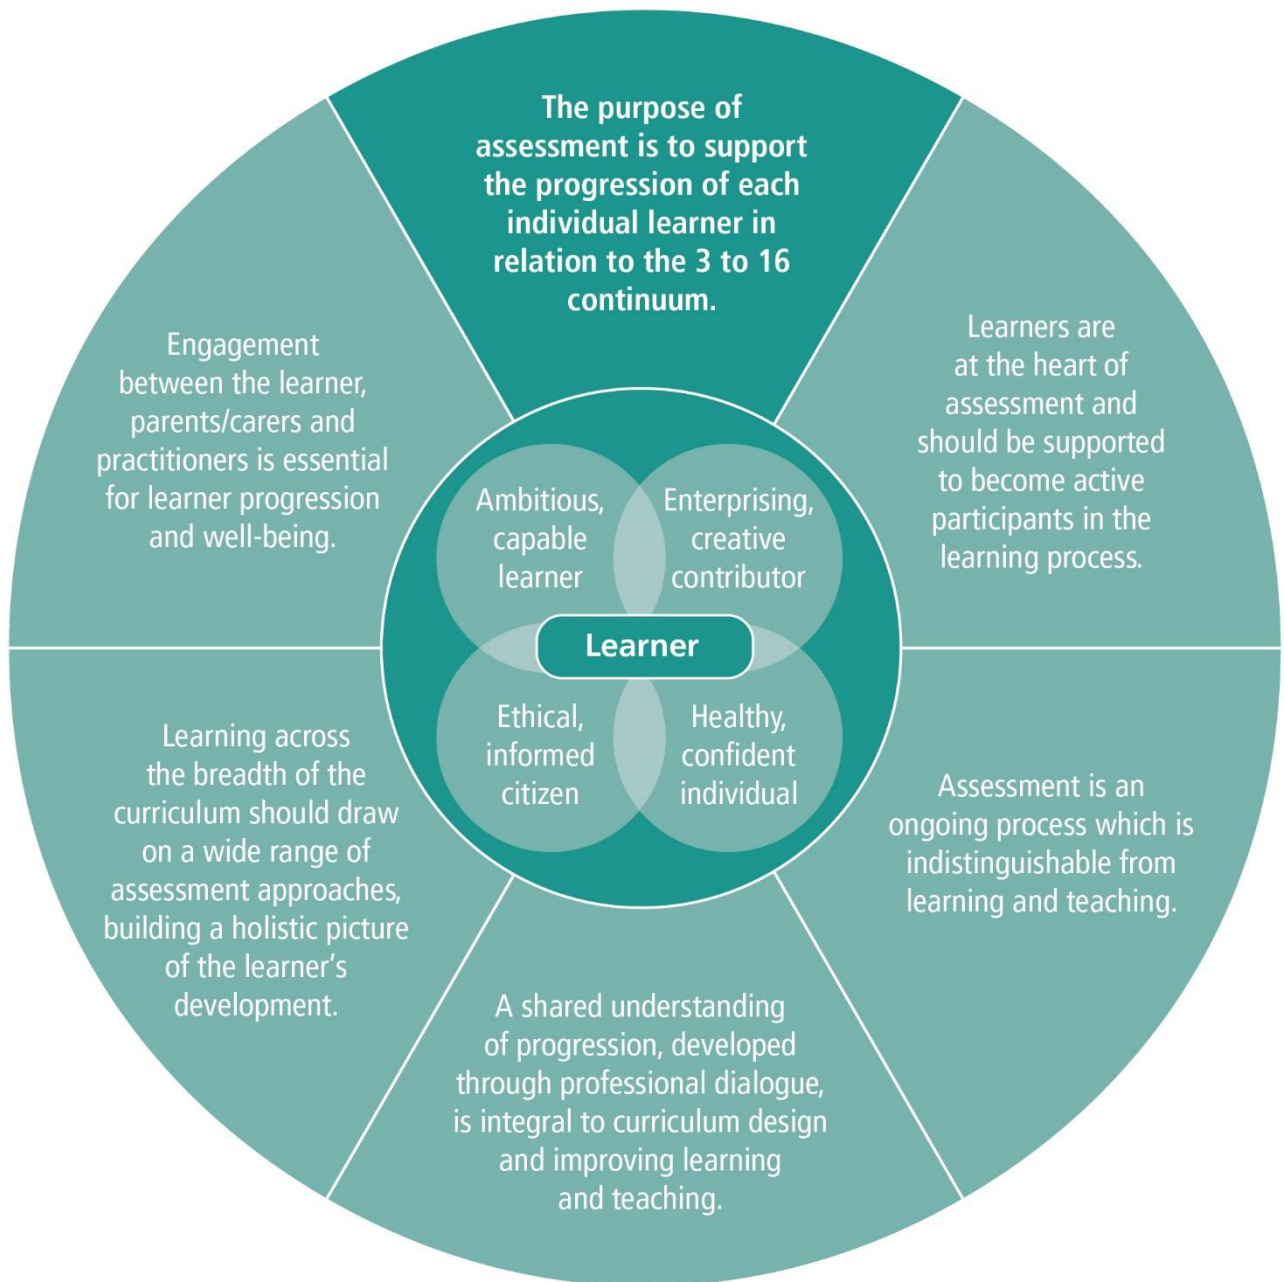 The purpose of
assessment is to support
the progression of each
individual learner in
relation to the 3 to 16
continuum.
Learners are
at the heart of
assessment and
should be supported
to become active
participants in the
learning process.
Assessment is an
ongoing process which is
indistinguishable from
learning and teaching.
A shared understanding
of progression, developed
through professional dialogue,
is integral to curriculum design
and improving learning
and teaching.
Learning across
the breadth of the
curriculum should draw
on a wide range of
assessment approaches,
building a holistic picture
of the learner’s
development.
Engagement
between the learner,
parents/carers and
practitioners is essential
for learner progression
and well-being.
Ambitious,
capable
learner
Enterprising,
creative
contributor
Learner
Ethical,
informed
citizen
Healthy,
confident
individual